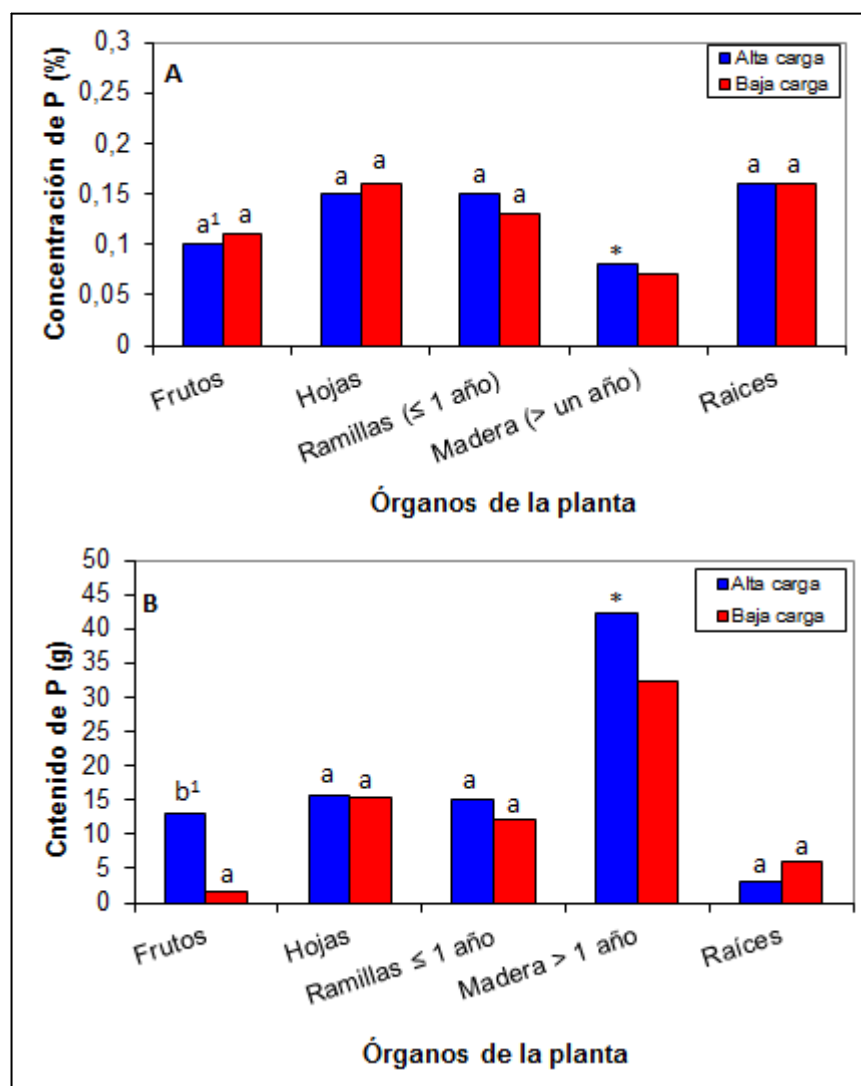 A
Alta carga
Baja carga
Concentración de P (%)
0,3
0,25
0,2
0,15
0,1
0,05
0
a¹ a
a a
a a
*
a a
Frutos
Hojas
Ramillas (≤ 1 año)
Madera (> un año)
Raices
Órganos de la planta
B
Alta carga
Baja carga
Cntenido de P (g)
50
45
40
35
30
25
20
15
10
5
0
b¹ a
a a
a a
*
a a
Frutos
Hojas
Ramillas ≤ 1 año
Madera > 1 año
Raíces
Órganos de la planta